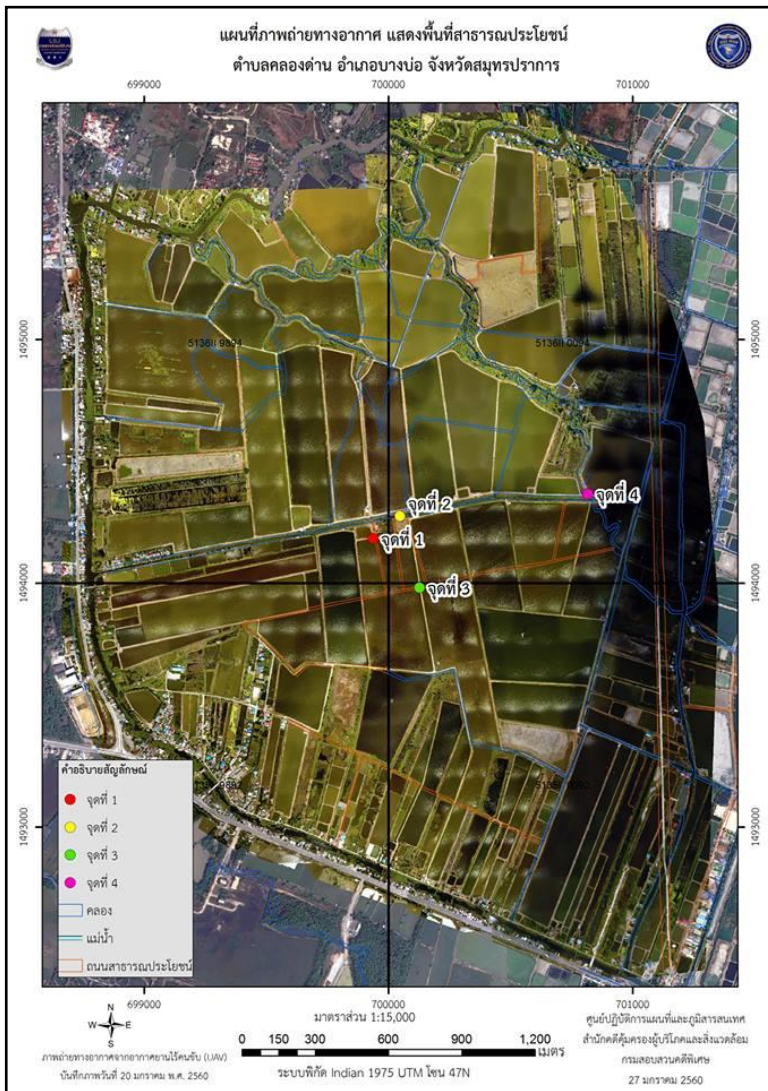 แผนที่ภาพถ่ายทางอากาศ แสดงพื้นที่สาธารณประโยชน์
ตำบลคลองด่าน อำเภอบางบ่อ จังหวัดสมุทรปราการ
699000 700000 701000
1495000 1495000
5136II 9894 5136II 0094
จุดที่ 4
จุดที่ 2
จุดที่ 1
1494000 1494000
จุดที่ 3
คำอธิบายสัญลักษณ์
จุดที่ 1
จุดที่ 2
จุดที่ 3
จุดที่ 4
คลอง
แม่น้ำ
ถนนสาธารณประโยชน์
1493000 1493000
699000 700000 701000
N
W E
S
มาตราส่วน 1:15,000
0 150 300 600 900 1,200
เมตร
ระบบพิกัด Indian 1975 UTM โซน 47N
ภาพถ่ายทางอากาศจากอากาศยานไร้คนขับ (UAV)
บันทึกภาพวันที่ 20 มกราคม พ.ศ. 2560
ศูนย์ปฏิบัติการแผนที่และภูมิสารสนเทศ
สำนักคดีคุ้มครองผู้บริโภคและสิ่งแวดล้อม
กรมสอบสวนคดีพิเศษ
27 มกราคม 2560